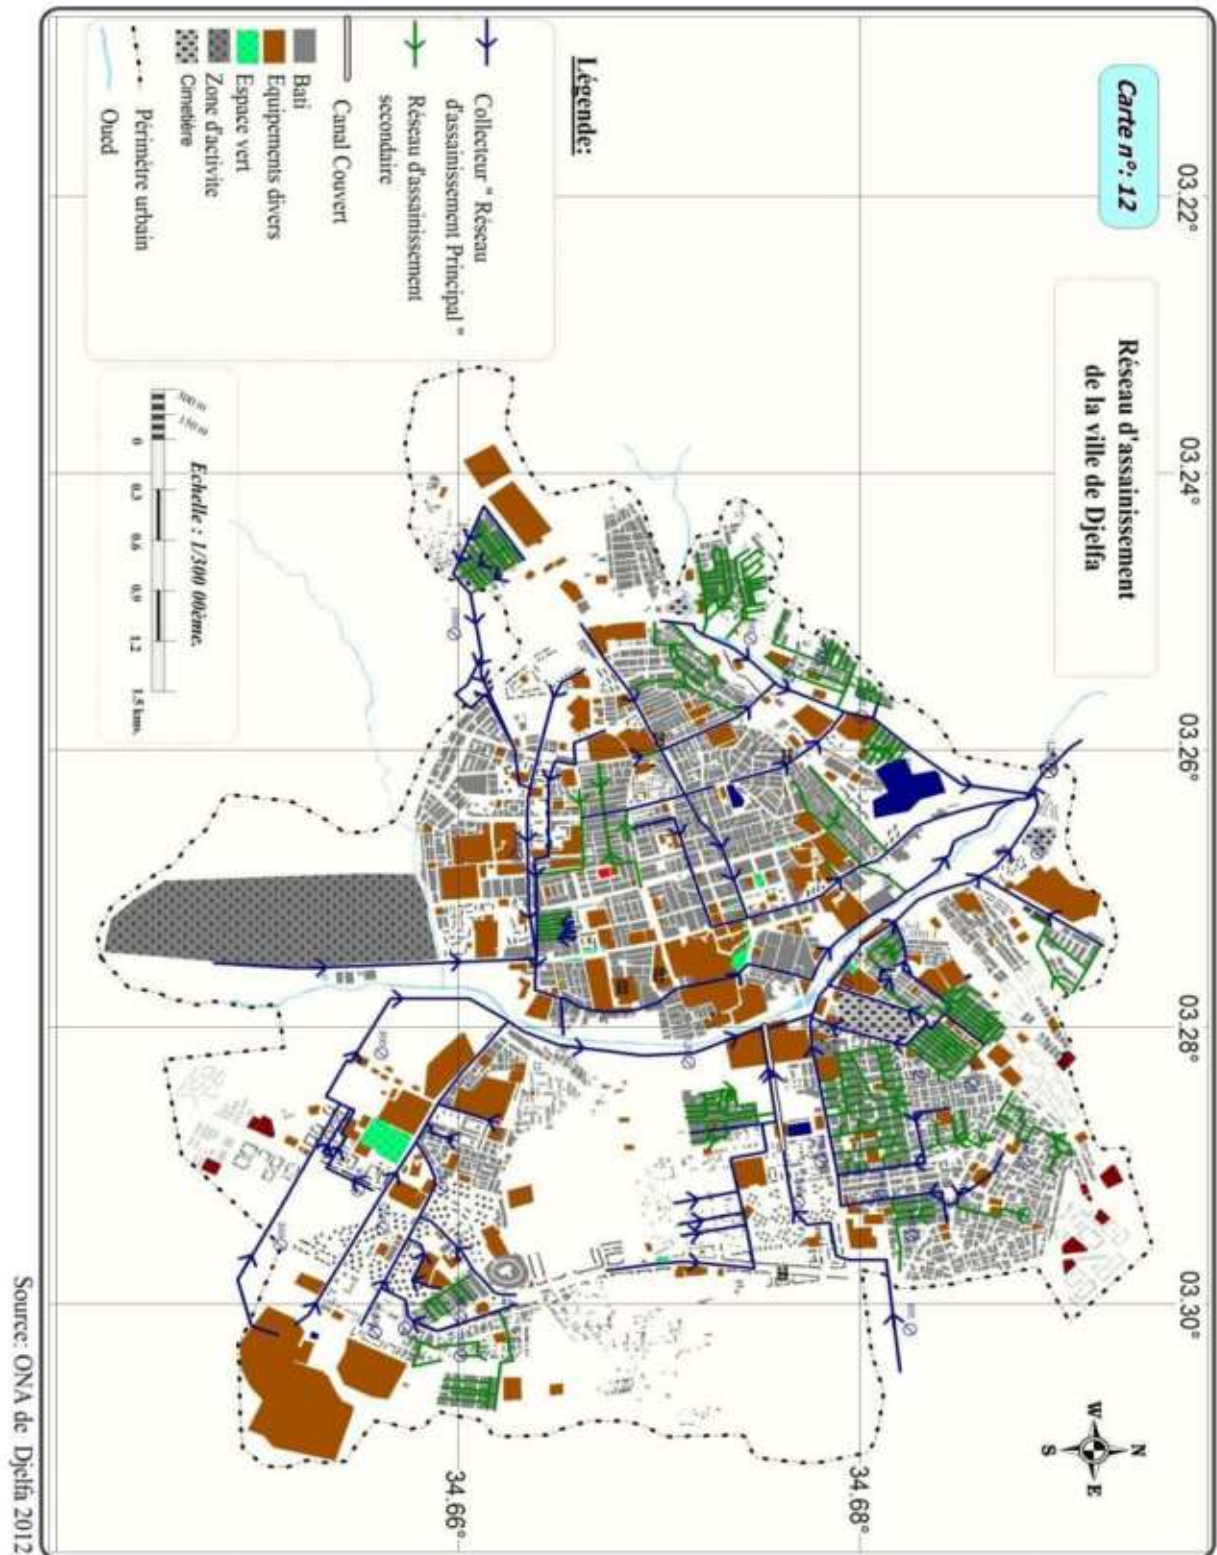 Carte n°: 12
Réseau d'assainissement
de la ville de Djelfa
03.22°
03.24°
03.26°
03.28°
03.30°
34.68°
34.66°
N
W
E
S
Légende:
Collecteur " Réseau
d'assainissement Principal "
Réseau d'assainissement
secondaire
Canal Couvert
Bati
Equipements divers
Espace vert
Zone d'activite
Cimetière
Périmètre urbain
Oued
Echelle : 1/300 00ème.
300 m
150 m
0
0.3
0.6
0.9
1.2
1.5 kms.
Source: ONA de Djelfa 2012